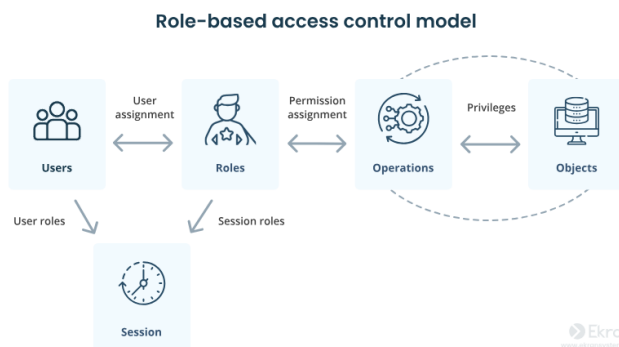 Role-based access control model
User
assignment
Permission
assignment
Privileges
Users
Roles
Operations
Objects
User roles
Session roles
Session
Ekra